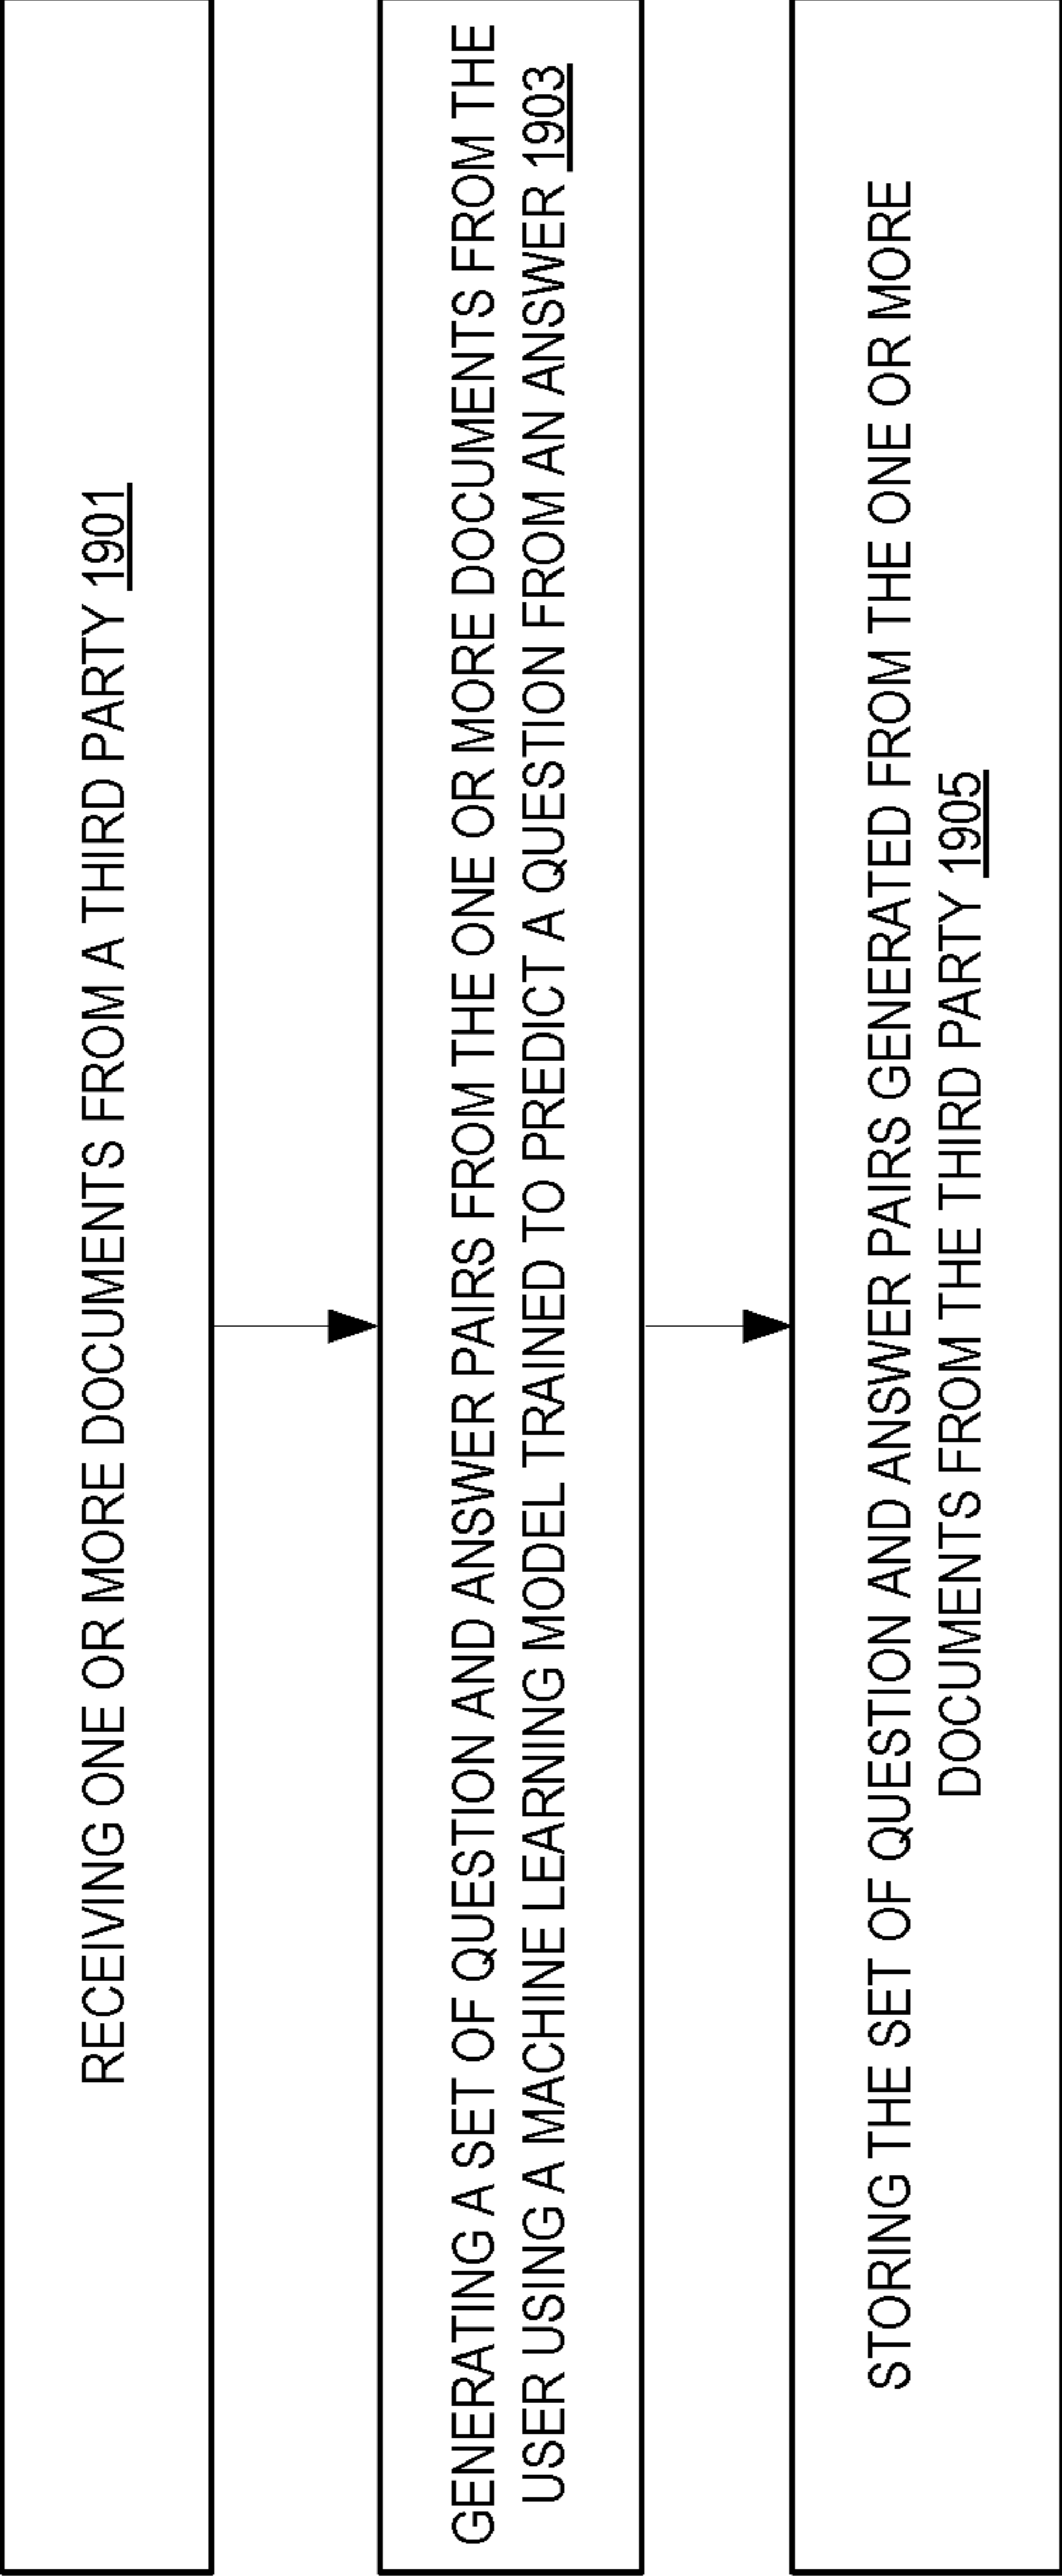 RECEIVING ONE OR MORE DOCUMENTS FROM A THIRD PARTY 1901
GENERATING A SET OF QUESTION AND ANSWER PAIRS FROM THE ONE OR MORE DOCUMENTS FROM THE
USER USING A MACHINE LEARNING MODEL TRAINED TO PREDICT A QUESTION FROM AN ANSWER 1903
STORING THE SET OF QUESTION AND ANSWER PAIRS GENERATED FROM THE ONE OR MORE
DOCUMENTS FROM THE THIRD PARTY 1905